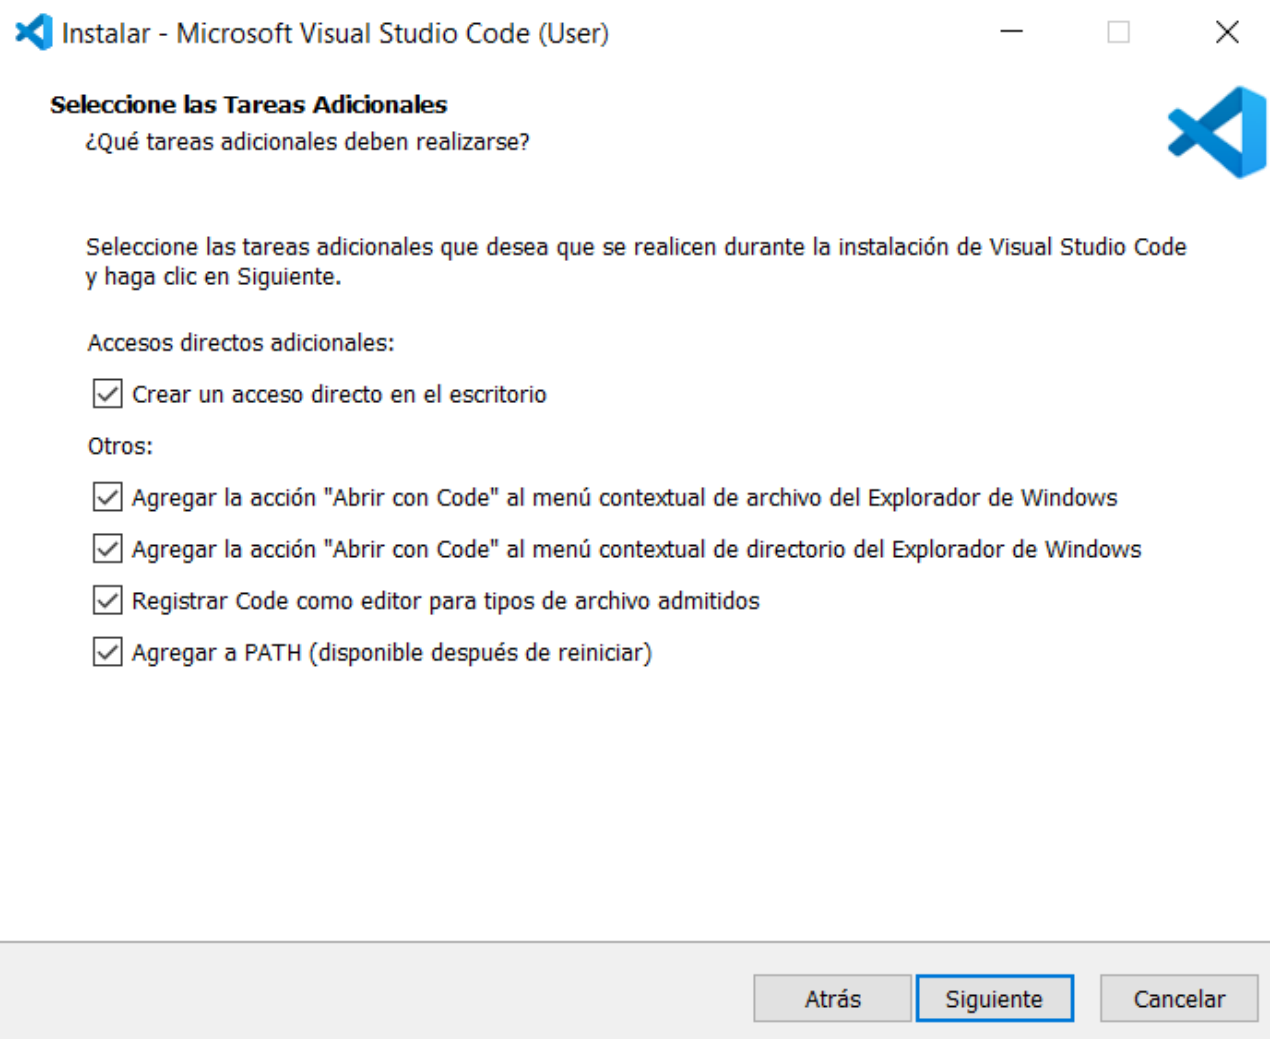 Instalar - Microsoft Visual Studio Code (User)
Seleccione las Tareas Adicionales
¿Qué tareas adicionales deben realizarse?
Seleccione las tareas adicionales que desea que se realicen durante la instalación de Visual Studio Code
y haga clic en Siguiente.
Accesos directos adicionales:
Crear un acceso directo en el escritorio
Otros:
Agregar la acción "Abrir con Code" al menú contextual de archivo del Explorador de Windows
Agregar la acción "Abrir con Code" al menú contextual de directorio del Explorador de Windows
Registrar Code como editor para tipos de archivo admitidos
Agregar a PATH (disponible después de reiniciar)
Atrás
Siguiente
Cancelar